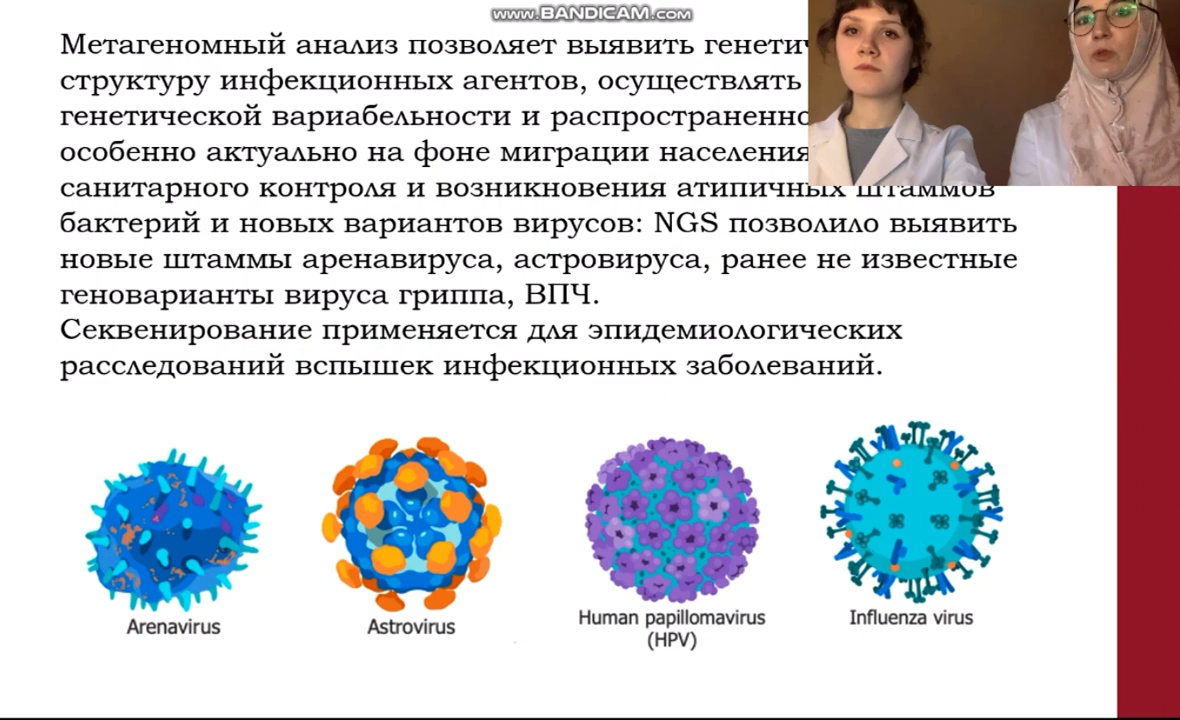 www.BANDICAM.com
Метагеномный анализ позволяет выявить
структуру инфекционных агентов, осуществлять
генетической вариабельности и
особенно актуально на фоне миграции населения
санитарного контроля и возникновения атипичных штаммов
бактерий и новых вариантов вирусов: NGS позволило выявить
новые штаммы аренавируса, астровируса, ранее не известные
геноварианты вируса гриппа, ВПЧ.
Секвенирование применяется для эпидемиологических
расследований вспышек инфекционных заболеваний.
Arenavirus
Astrovirus
Human papillomavirus
(HPV)
Influenza virus